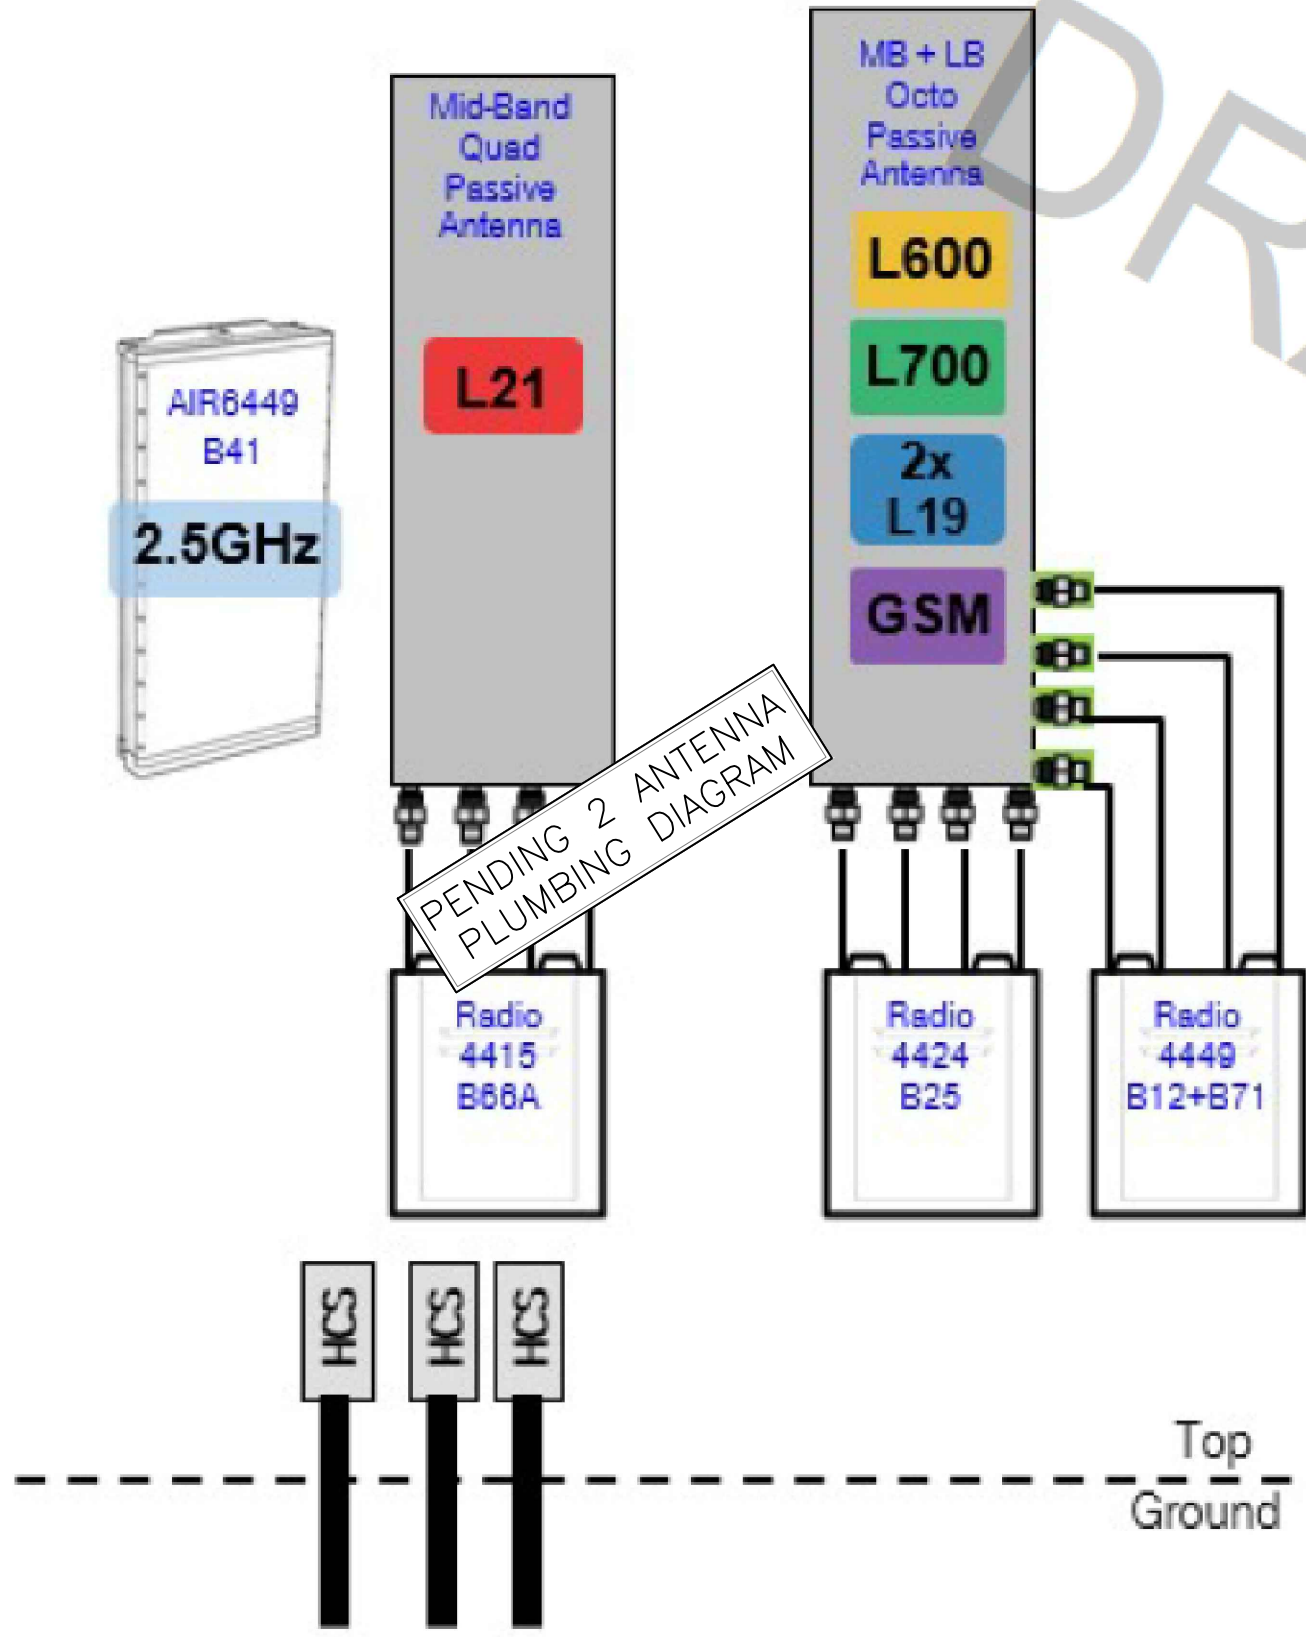 Mid-Band
Quad
Passive
Antenna
L21
MB + LB
Octo
Passive
Antenna
L600
L700
2x
L19
GSM
AIR6449
B41
2.5GHz
PENDING 2 ANTENNA
PLUMBING DIAGRAM
Radio
4415
B66A
Radio
4424
B25
Radio
4449
B12+B71
HCS
HCS
HCS
Top
Ground